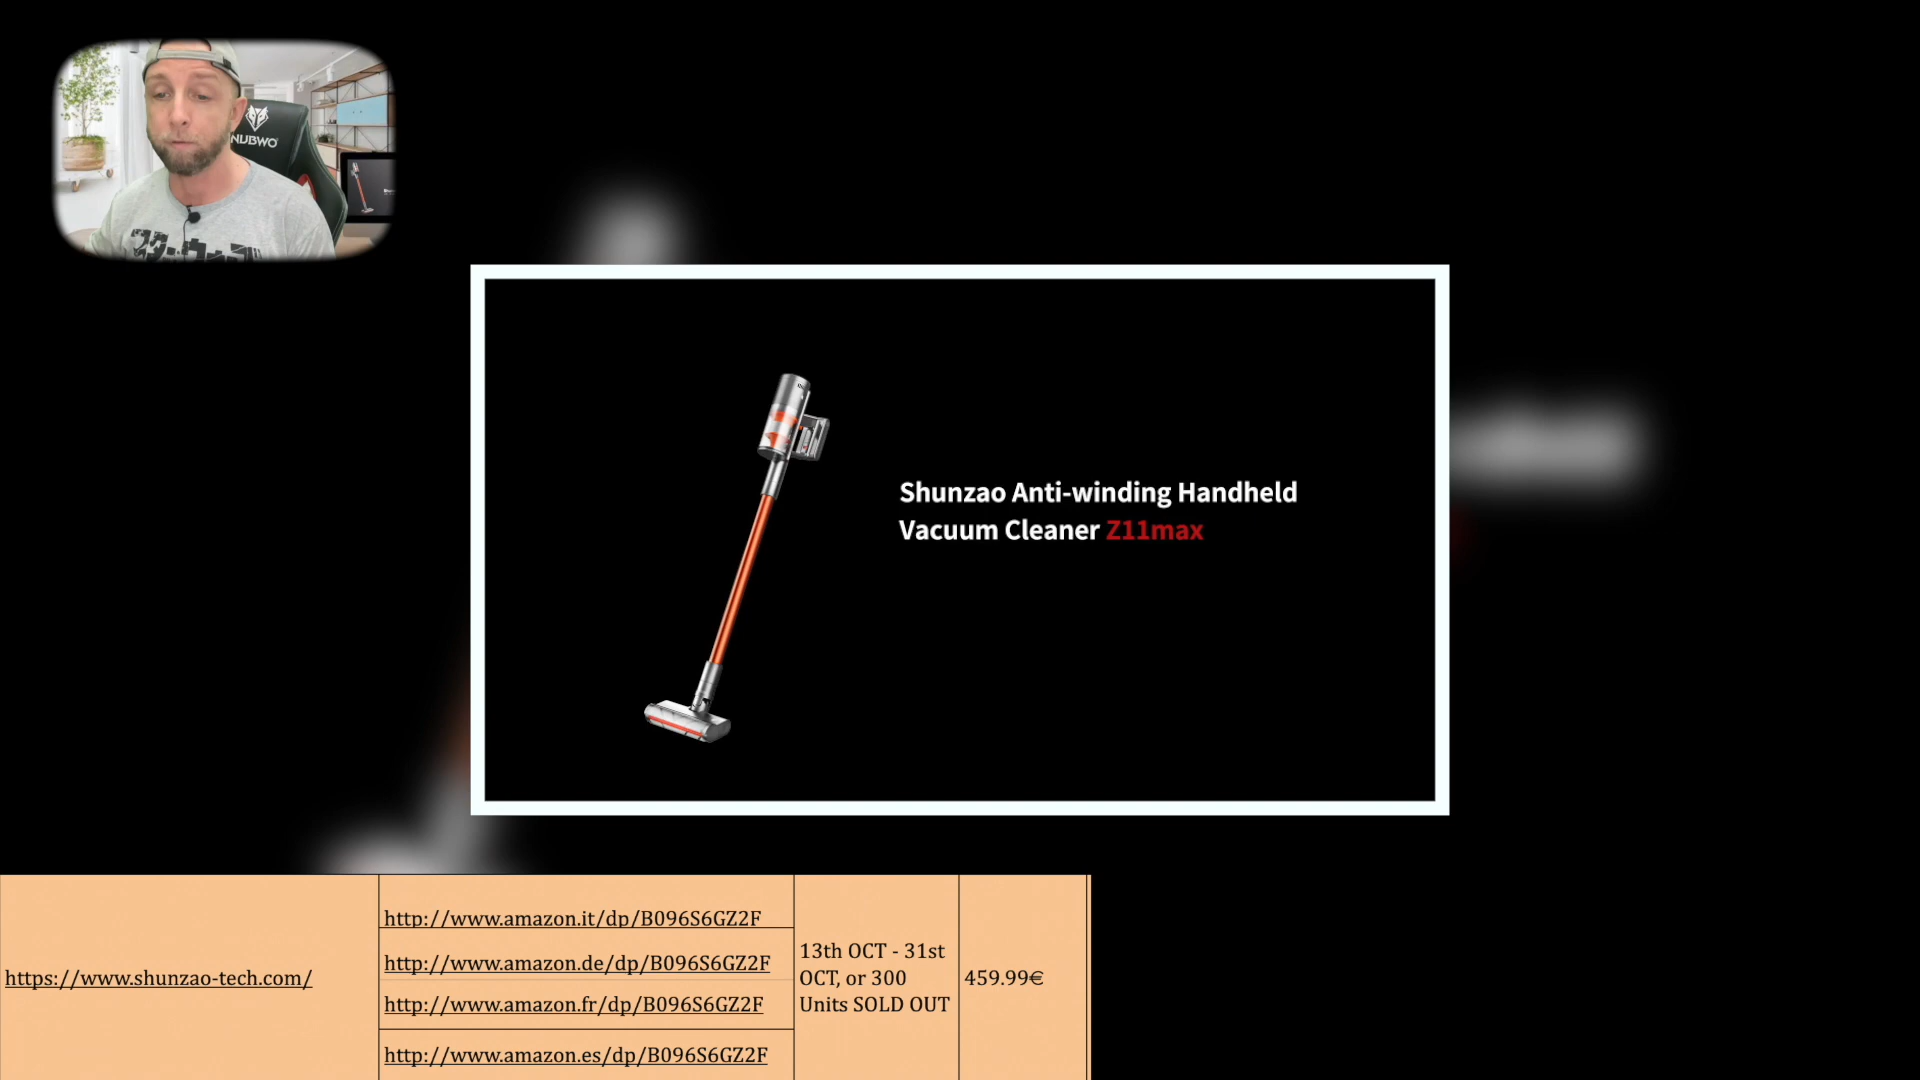 NUBWO
Shunzao Anti-winding Handheld
Vacuum Cleaner Z11max
https://www.shunzao-tech.com/
http://www.amazon.it/dp/B096S6GZ2F
http://www.amazon.de/dp/B096S6GZ2F
http://www.amazon.fr/dp/B096S6GZ2F
http://www.amazon.es/dp/B096S6GZ2F
13th OCT - 31st
OCT, or 300
Units SOLD OUT
459.99€